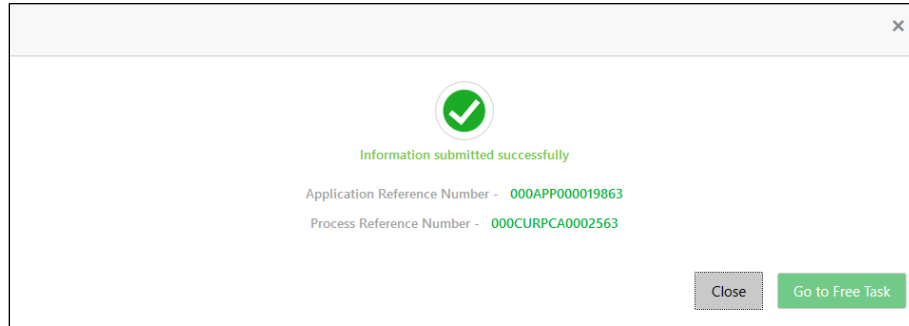 ×
Information submitted successfully
Application Reference Number - 000APP000019863
Process Reference Number - 000CURPCA0002563
Close Go to Free Task